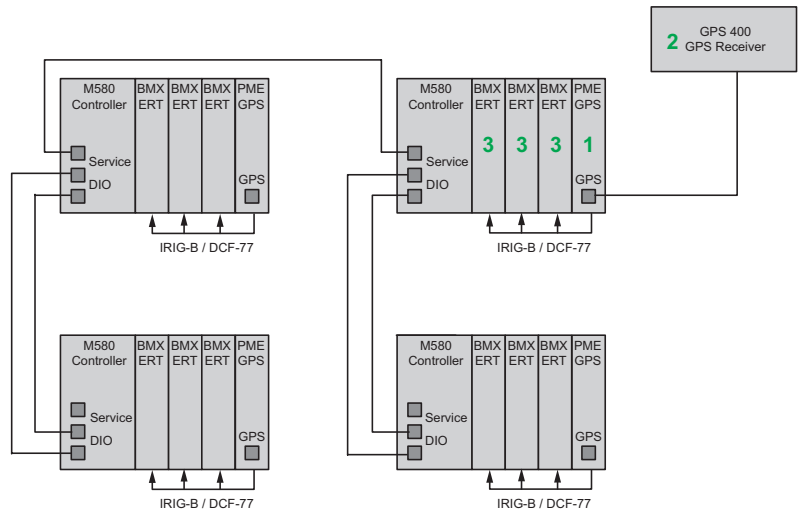 2 GPS 400
GPS Receiver
M580
Controller
BMX
ERT
BMX
ERT
BMX
ERT
PME
GPS
Service
DIO
GPS
IRIG-B / DCF-77
M580
Controller
BMX
ERT
BMX
ERT
BMX
ERT
PME
GPS
3 3 3 1
Service
DIO
GPS
IRIG-B / DCF-77
M580
Controller
BMX
ERT
BMX
ERT
BMX
ERT
PME
GPS
Service
DIO
GPS
IRIG-B / DCF-77
M580
Controller
BMX
ERT
BMX
ERT
BMX
ERT
PME
GPS
Service
DIO
GPS
IRIG-B / DCF-77